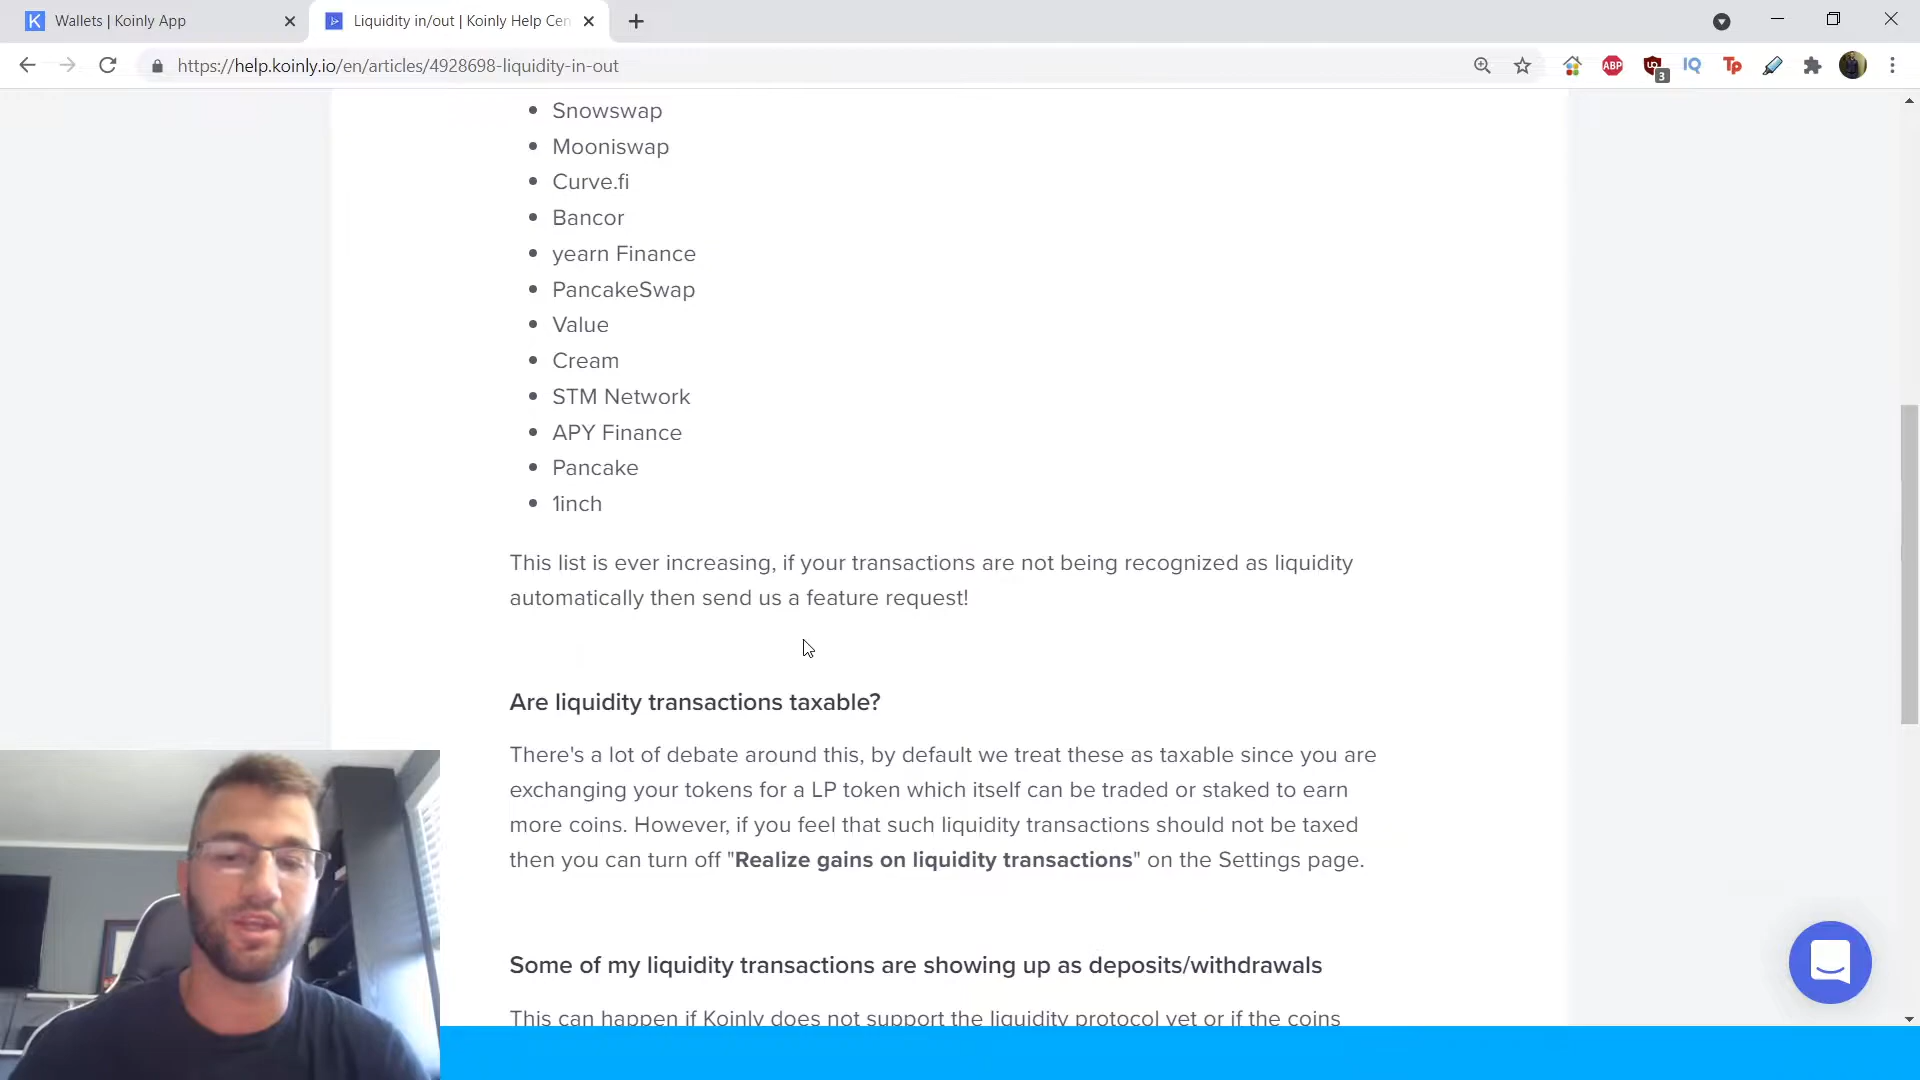 Wallets | Koinly App
Liquidity in/out | Koinly Help Cen
https://help.koinly.io/en/articles/4928698-liquidity-in-out
ABP
3
IQ
Tp
Snowswap
Mooniswap
Curve.fi
Bancor
yearn Finance
PancakeSwap
Value
Cream
STM Network
APY Finance
Pancake
1inch
This list is ever increasing, if your transactions are not being recognized as liquidity
automatically then send us a feature request!
Are liquidity transactions taxable?
There's a lot of debate around this, by default we treat these as taxable since you are
exchanging your tokens for a LP token which itself can be traded or staked to earn
more coins. However, if you feel that such liquidity transactions should not be taxed
then you can turn off "Realize gains on liquidity transactions" on the Settings page.
Some of my liquidity transactions are showing up as deposits/withdrawals
This can happen if Koinly does not support the liquidity protocol yet or if the coins